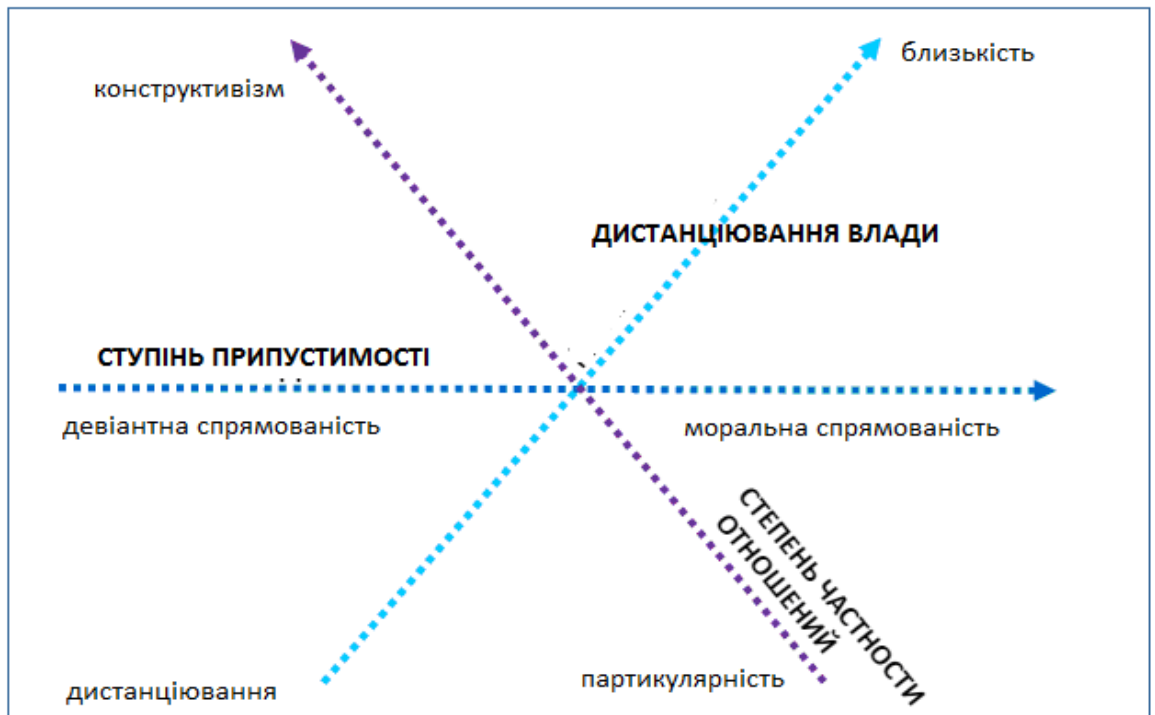 близькість
конструктивізм
ДИСТАНЦІЮВАННЯ ВЛАДИ
СТУПІНЬ ПРИПУСТИМОСТІ
девіантна спрямованість
моральна спрямованість
СТЕПЕНЬ ЧАСТНОСТИ
ОТНОШЕНИЙ
дистанціювання
партикулярність